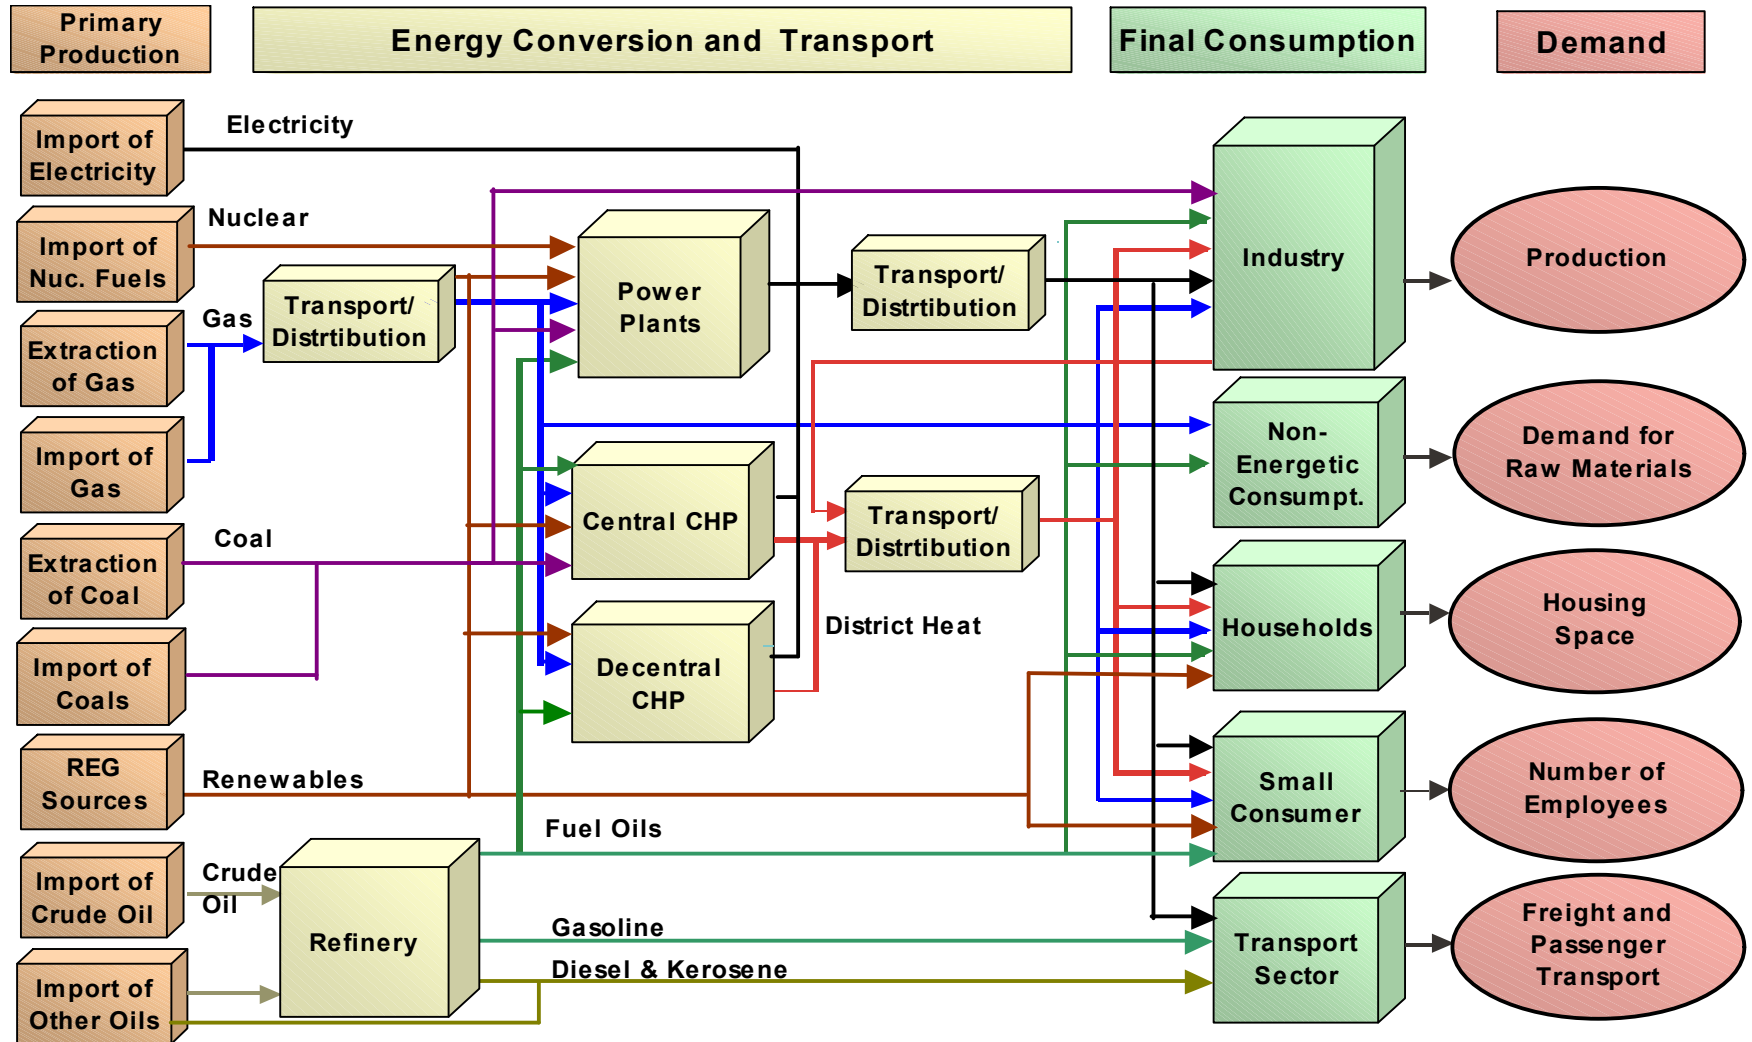 Primary
Production
Energy Conversion and Transport
Final Consumption
Demand
Import of
Electricity
Electricity
Import of
Nuc. Fuels
Nuclear
Extraction
of Gas
Gas
Import of
Gas
Extraction
of Coal
Coal
Import of
Coals
REG
Sources
Renewables
Import of
Crude Oil
Crude
Oil
Import of
Other Oils
Transport/
Distrtibution
Power
Plants
Central CHP
Decentral
CHP
Refinery
Fuel Oils
Gasoline
Diesel & Kerosene
Transport/
Distrtibution
Transport/
Distrtibution
District Heat
Industry
Non-
Energetic
Consumpt.
Households
Small
Consumer
Transport
Sector
Production
Demand for
Raw Materials
Housing
Space
Number of
Employees
Freight and
Passenger
Transport